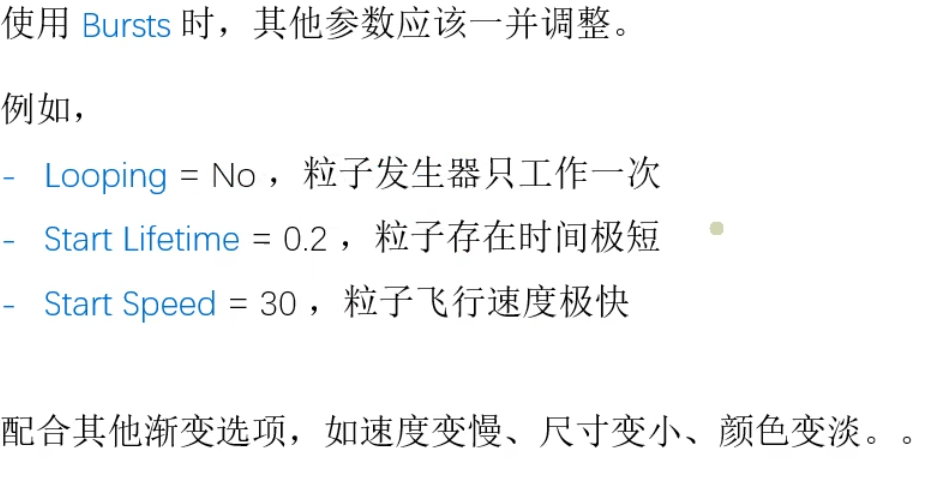 使用 Bursts 时，其他参数应该一并调整。
例如，
- Looping = No ，粒子发生器只工作一次
- Start Lifetime = 0.2 ，粒子存在时间极短
- Start Speed = 30 ，粒子飞行速度极快
配合其他渐变选项，如速度变慢、尺寸变小、颜色变淡。。